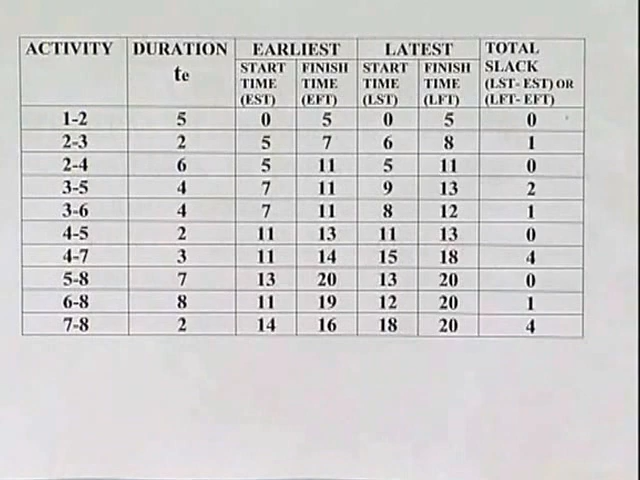 ACTIVITY DURATION te EARLIEST LATEST TOTAL SLACK (LST- EST) OR (LFT- EFT)
START TIME (EST) FINISH TIME (EFT) START TIME (LST) FINISH TIME (LFT)
1-2 5 0 5 0 5 0
2-3 2 5 7 6 8 1
2-4 6 5 11 5 11 0
3-5 4 7 11 9 13 2
3-6 4 7 11 8 12 1
4-5 2 11 13 11 13 0
4-7 3 11 14 15 18 4
5-8 7 13 20 13 20 0
6-8 8 11 19 12 20 1
7-8 2 14 16 18 20 4